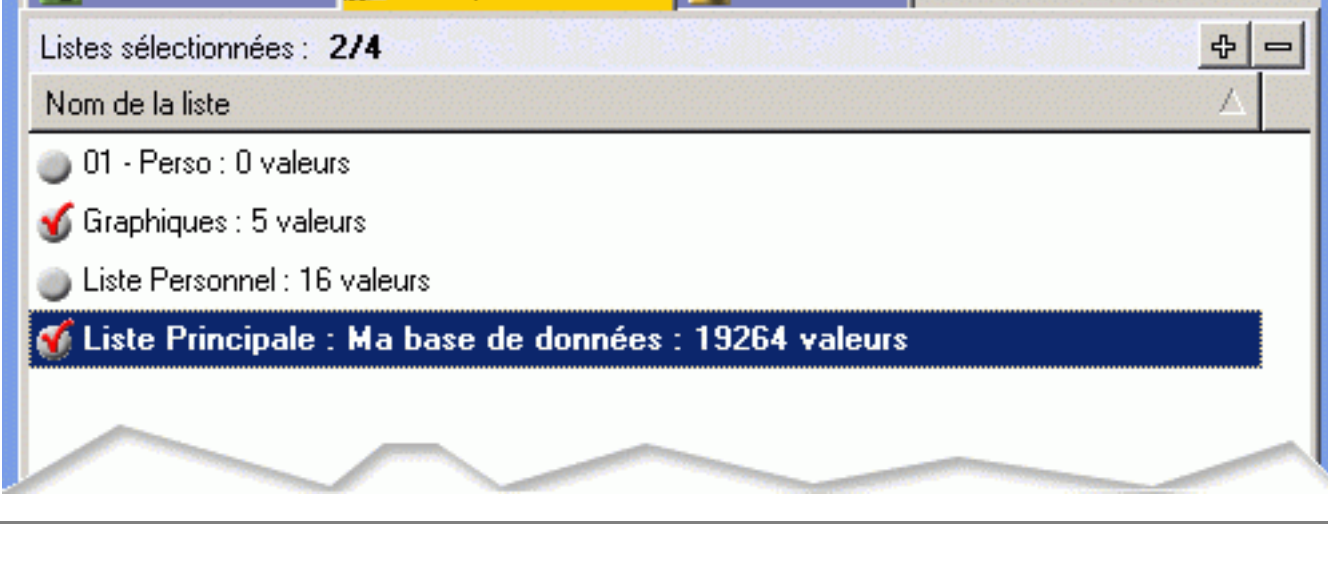 Listes sélectionnées : 2/4
Nom de la liste
01 - Perso : 0 valeurs
Graphiques : 5 valeurs
Liste Personnel : 16 valeurs
Liste Principale : Ma base de données : 19264 valeurs